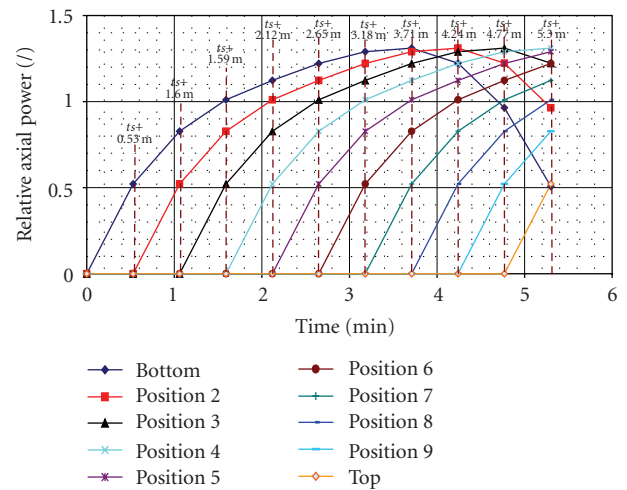 1.5
1
0.5
0
Relative axial power (/)
ts+
0.53 m
ts+
1.6 m
ts+
1.59 m
ts+
2.12 m
ts+
2.65 m
ts+
3.18 m
ts+
3.71 m
ts+
4.24 m
ts+
4.77 m
ts+
5.3 m
0 1 2 3 4 5 6
Time (min)
Bottom
Position 2
Position 3
Position 4
Position 5
Position 6
Position 7
Position 8
Position 9
Top